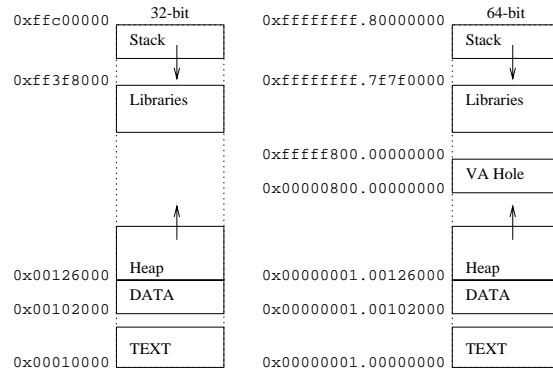 32-bit
0xffc00000
Stack
0xff3f8000
Libraries
Heap
0x00126000
DATA
0x00102000
TEXT
0x00010000
64-bit
0xffffffff.80000000
Stack
0xffffffff.7f7f0000
Libraries
0xfffff800.00000000
VA Hole
0x00000800.00000000
Heap
0x00000001.00126000
DATA
0x00000001.00102000
TEXT
0x00000001.00000000